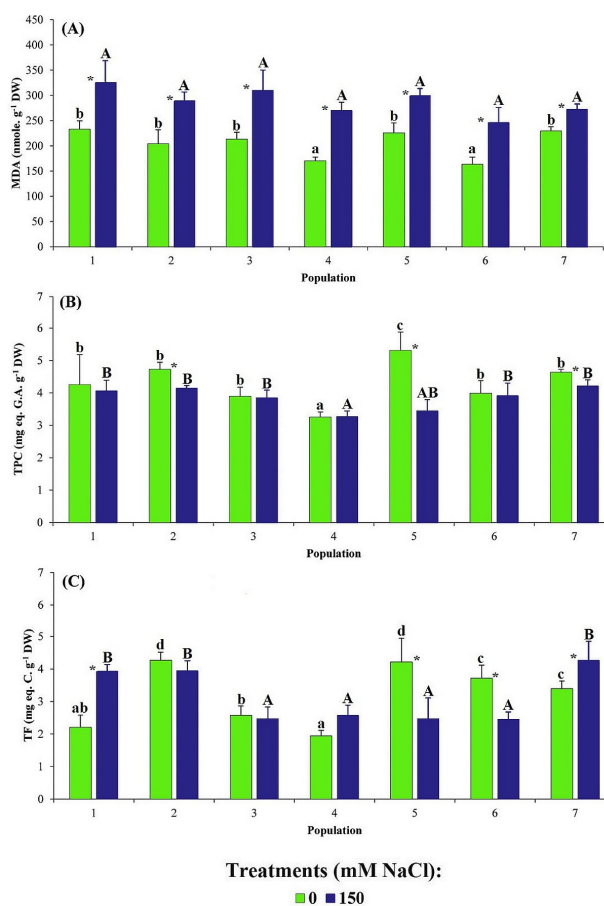 (A)
MDA (nmole. g⁻¹ DW)
450
400
350
300
250
200
150
100
50
0
b * A
b * A
b * A
a * A
b * A
a * A
b * A
1 2 3 4 5 6 7
Population
(B)
TPC (mg eq. G.A. g⁻¹ DW)
7
6
5
4
3
2
1
0
b B
b * B
b B
a A
c * AB
b B
b * B
1 2 3 4 5 6 7
Population
(C)
TF (mg eq. C. g⁻¹ DW)
7
6
5
4
3
2
1
0
ab * B
d B
b A
a A
d * A
c * A
c * B
1 2 3 4 5 6 7
Population
Treatments (mM NaCl):
0 150